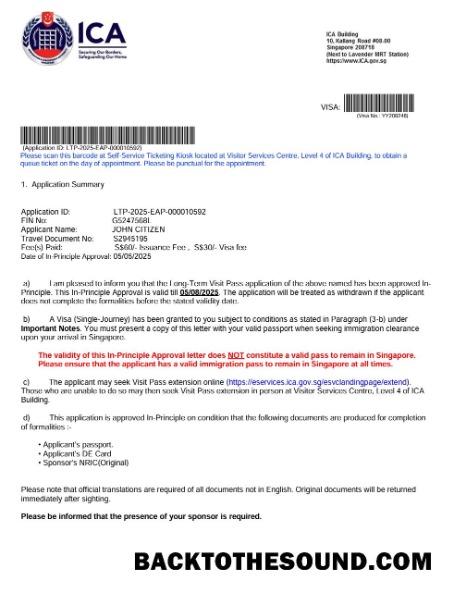 ICA
Securing Our Borders,
Safeguarding Our Home
ICA Building
10, Kallang Road #08-00
Singapore 208718
(Next to Lavender MRT Station)
https://www.ICA.gov.sg
VISA:
(Visa No.: YY208248)
(Application ID: LTP-2025-EAP-000010592)
Please scan this barcode at Self-Service Ticketing Kiosk located at Visitor Services Centre, Level 4 of ICA Building, to obtain a
queue ticket on the day of appointment. Please be punctual for the appointment.
1. Application Summary
Application ID: LTP-2025-EAP-000010592
FIN No: G5247568L
Applicant Name: JOHN CITIZEN
Travel Document No: S2945195
Fee(s) Paid: S$60/- Issuance Fee , S$30/- Visa fee
Date of In-Principle Approval: 05/05/2025
a) I am pleased to inform you that the Long-Term Visit Pass application of the above named has been approved In-
Principle. This In-Principle Approval is valid till 05/08/2025. The application will be treated as withdrawn if the applicant
does not complete the formalities before the stated validity date.
b) A Visa (Single-Journey) has been granted to you subject to conditions as stated in Paragraph (3-b) under
Important Notes. You must present a copy of this letter with your valid passport when seeking immigration clearance
upon your arrival in Singapore.
The validity of this In-Principle Approval letter does NOT constitute a valid pass to remain in Singapore.
Please ensure that the applicant has a valid immigration pass to remain in Singapore at all times.
c) The applicant may seek Visit Pass extension online (https://eservices.ica.gov.sg/esvclandingpage/extend).
Those who are unable to do so may then seek Visit Pass extension in person at Visitor Services Centre, Level 4 of ICA
Building.
d) This application is approved In-Principle on condition that the following documents are produced for completion
of formalities :-
• Applicant's passport.
• Applicant's DE Card
• Sponsor's NRIC(Original)
Please note that official translations are required of all documents not in English. Original documents will be returned
immediately after sighting.
Please be informed that the presence of your sponsor is required.
BACKTOTHESOUND.COM